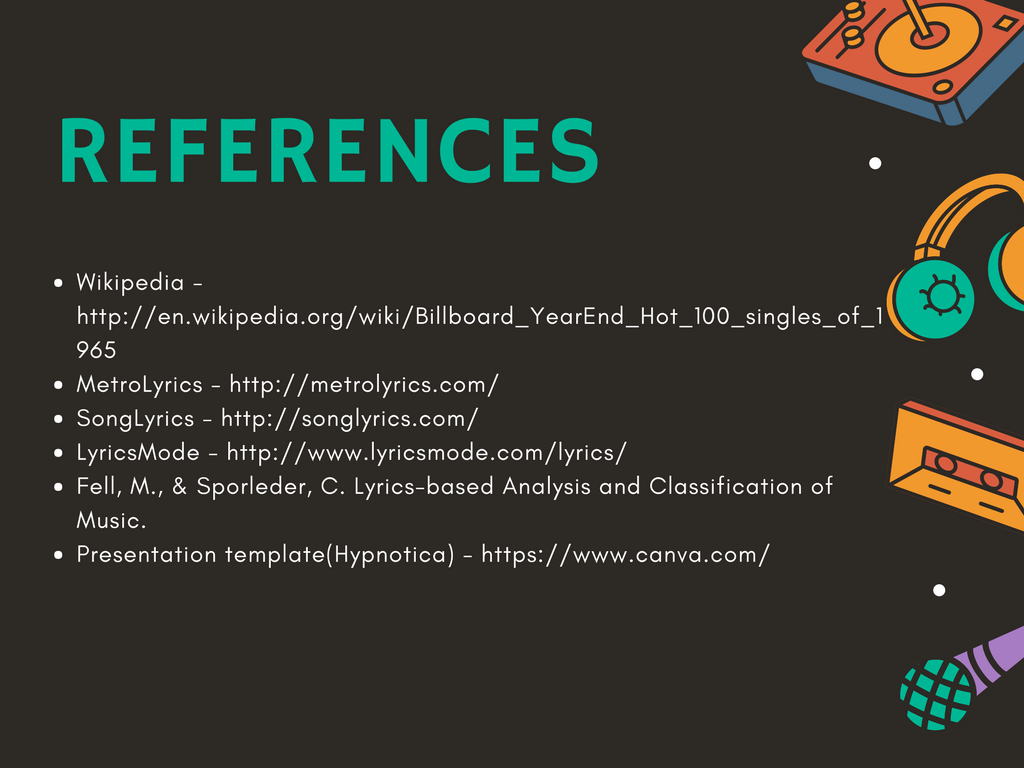 REFERENCES
• Wikipedia -
http://en.wikipedia.org/wiki/Billboard_YearEnd_Hot_100_singles_of_1
965
• MetroLyrics - http://metrolyrics.com/
• SongLyrics - http://songlyrics.com/
• LyricsMode - http://www.lyricsmode.com/lyrics/
• Fell, M., & Sporleder, C. Lyrics-based Analysis and Classification of
Music.
• Presentation template(Hypnotica) - https://www.canva.com/